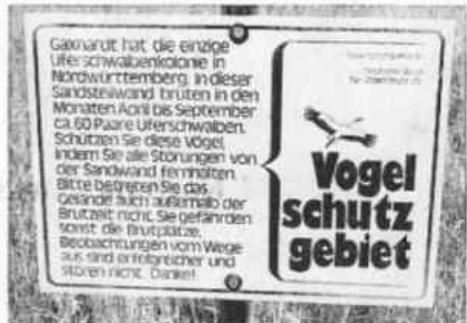 Gaxhardt hat die einzige
Uferschwalbenkolonie in
Nordwürttemberg. In dieser
Sandsteilwand brüten in den
Monaten April bis September
ca. 60 Paare Uferschwalben.
Schützen Sie diese Vögel,
indem Sie alle Störungen von
der Sandwand fernhalten.
Bitte betreten Sie das
Gelände auch außerhalb der
Brutzeit nicht. Sie gefährden
sonst die Brutplätze.
Beobachtungen vom Wege
aus sind erfolgreicher und
stören nicht. Danke!
Vogel
schutz
gebiet